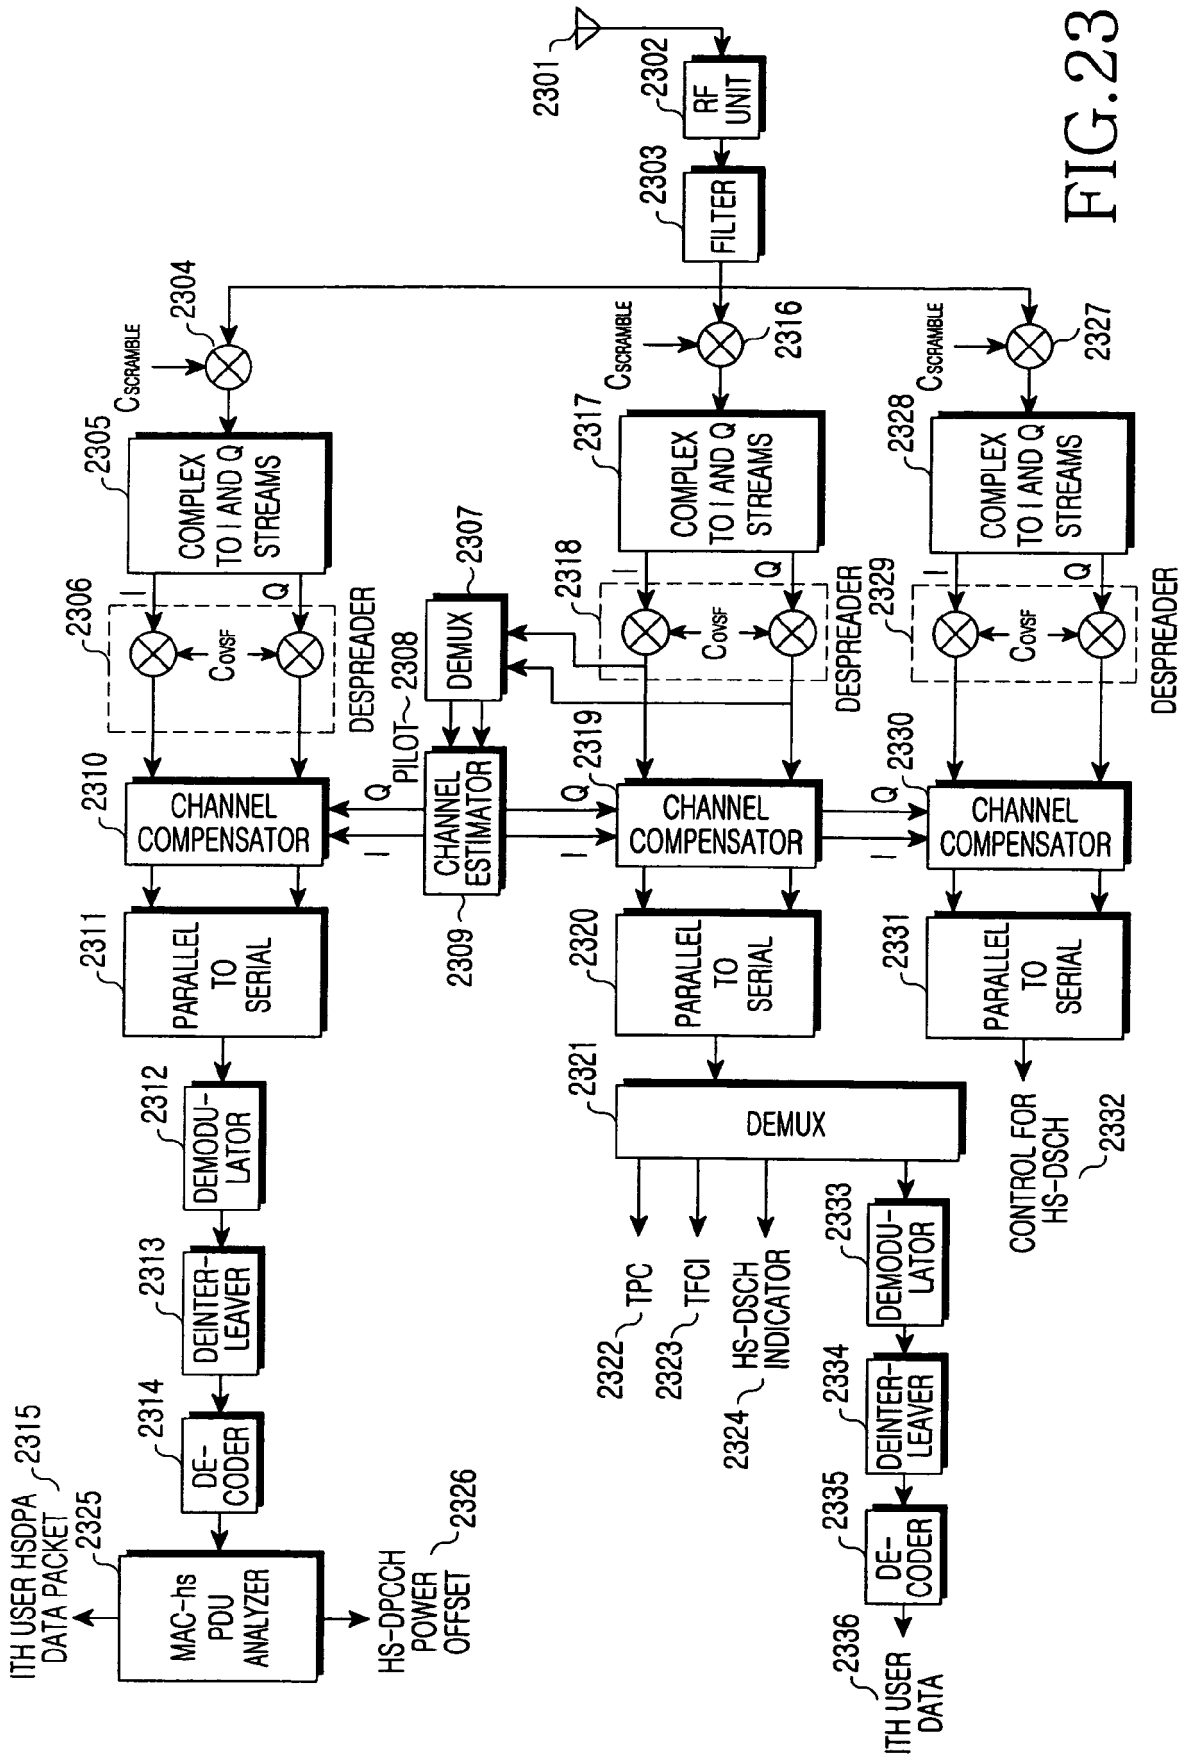 ITH USER HSDPA
DATA PACKET
2315
2325
MAC-hs
PDU
ANALYZER
HS-DPCCH
POWER
OFFSET
2326
2314
DE-
CODER
2313
DEINTER-
LEAVER
2312
DEMODU-
LATOR
2311
PARALLEL
TO
SERIAL
2310
CHANNEL
COMPENSATOR
2306
I
Q
COVSF
DESPREADER
2305
COMPLEX
TO I AND Q
STREAMS
CSCRAMBLE
2304
2309
CHANNEL
ESTIMATOR
I
Q
I
Q
PILOT
2308
DEMUX
2307
2301
2302
RF
UNIT
2303
FILTER
CSCRAMBLE
2316
2317
COMPLEX
TO I AND Q
STREAMS
2318
I
Q
COVSF
DESPREADER
2319
CHANNEL
COMPENSATOR
2320
PARALLEL
TO
SERIAL
2321
DEMUX
2322
TPC
2323
TFCI
2324
HS-DSCH
INDICATOR
2333
DEMODU-
LATOR
2334
DEINTER-
LEAVER
2335
DE-
CODER
2336
ITH USER
DATA
CSCRAMBLE
2327
2328
COMPLEX
TO I AND Q
STREAMS
2329
I
Q
COVSF
DESPREADER
2330
I
Q
CHANNEL
COMPENSATOR
2331
PARALLEL
TO
SERIAL
CONTROL FOR
HS-DSCH
2332
FIG.23